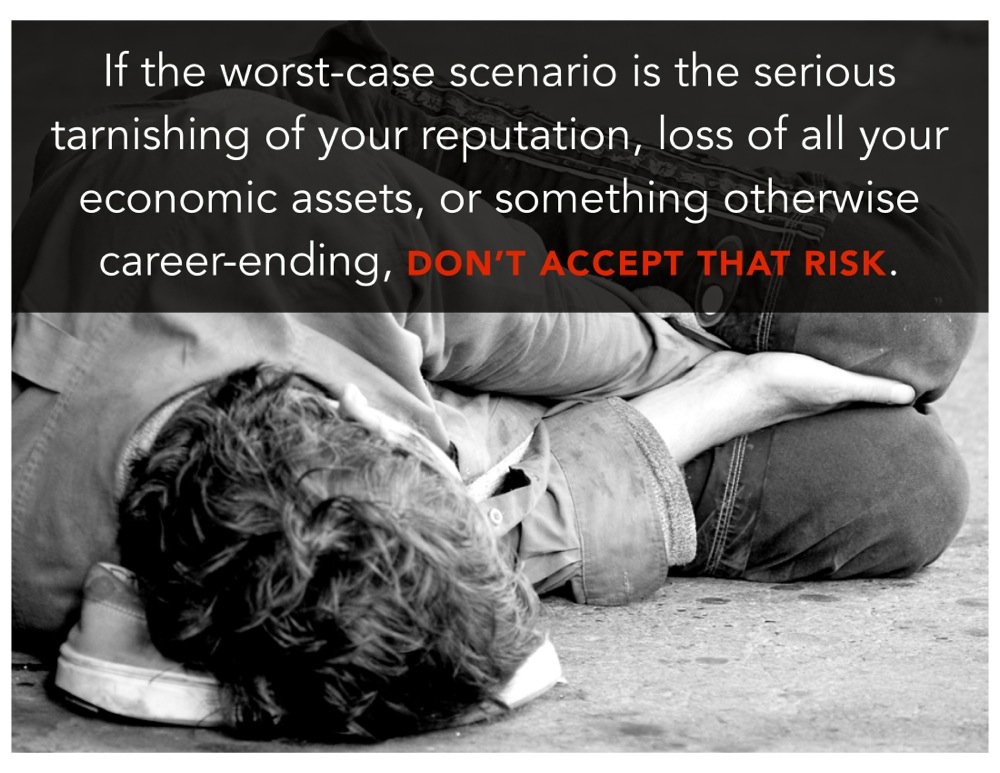 If the worst-case scenario is the serious
tarnishing of your reputation, loss of all your
economic assets, or something otherwise
career-ending, DON'T ACCEPT THAT RISK.